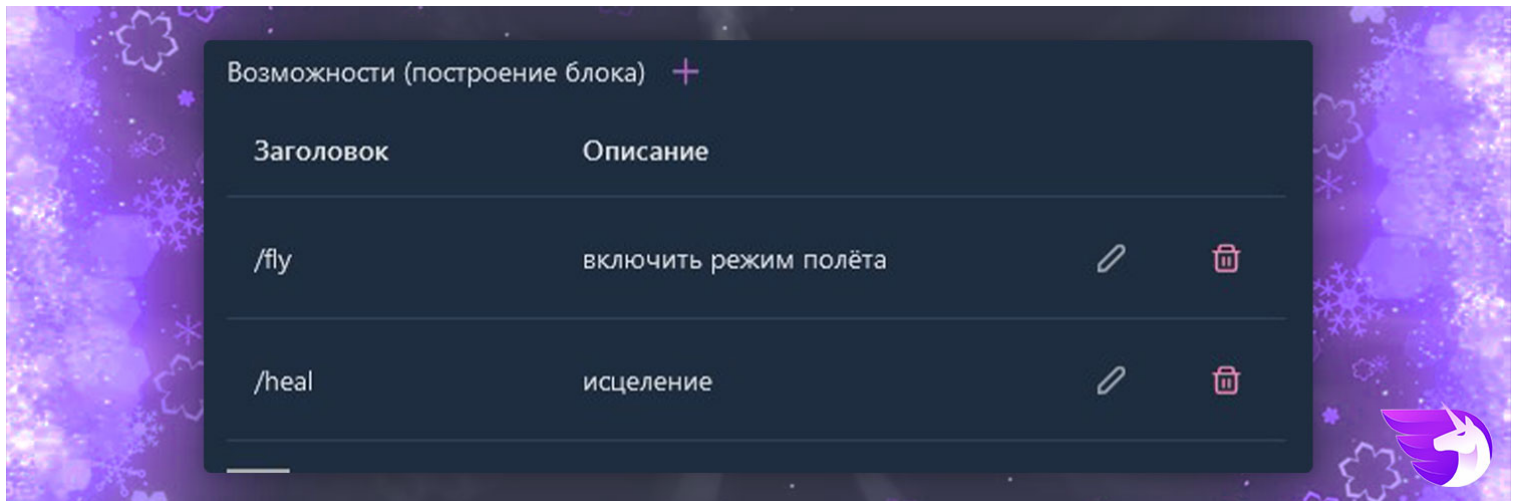 Возможности (построение блока) +
Заголовок Описание
/fly включить режим полёта
/heal исцеление